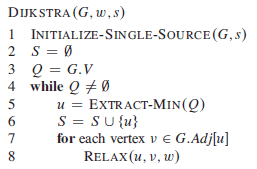 DIJKSTRA(G, w, s)
1 INITIALIZE-SINGLE-SOURCE(G, s)
2 S = ∅
3 Q = G.V
4 while Q ≠ ∅
5 u = EXTRACT-MIN(Q)
6 S = S ∪ {u}
7 for each vertex v ∈ G.Adj[u]
8 RELAX(u, v, w)